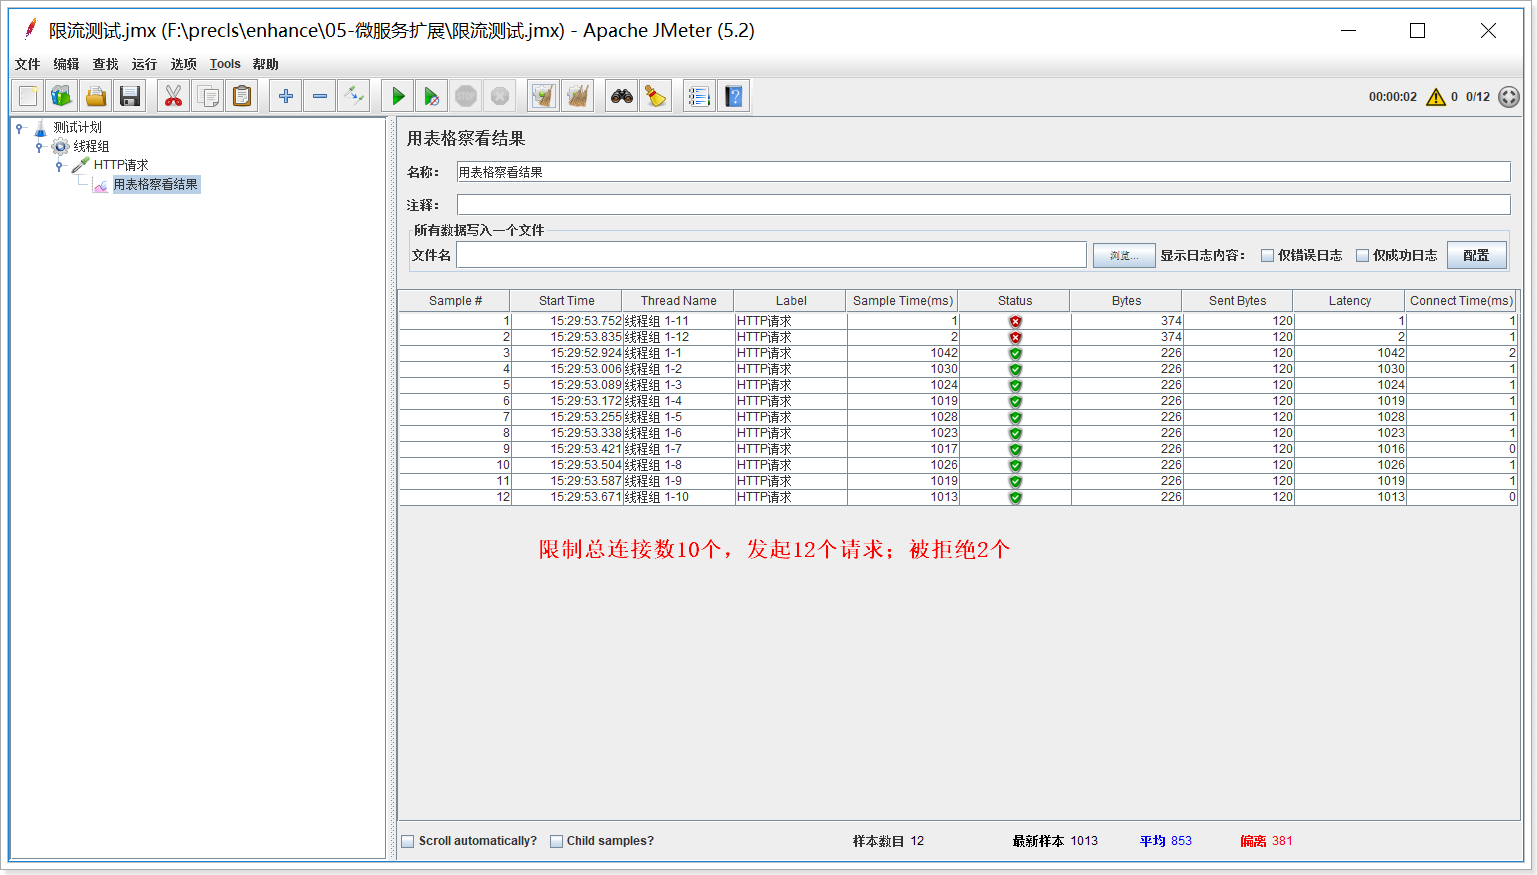 限流测试.jmx (F:\precls\enhance\05-微服务扩展\限流测试.jmx) - Apache JMeter (5.2)
文件 编辑 查找 运行 选项 Tools 帮助
STOP 00:00:02 0 0/12
测试计划
线程组
HTTP请求
用表格察看结果
用表格察看结果
名称： 用表格察看结果
注释：
所有数据写入一个文件
文件名 浏览... 显示日志内容： 仅错误日志 仅成功日志 配置
Sample # Start Time Thread Name Label Sample Time(ms) Status Bytes Sent Bytes Latency Connect Time(ms)
1 15:29:53.752 线程组 1-11 HTTP请求 1 374 120 1 1
2 15:29:53.835 线程组 1-12 HTTP请求 2 374 120 2 1
3 15:29:52.924 线程组 1-1 HTTP请求 1042 226 120 1042 2
4 15:29:53.006 线程组 1-2 HTTP请求 1030 226 120 1030 1
5 15:29:53.089 线程组 1-3 HTTP请求 1024 226 120 1024 1
6 15:29:53.172 线程组 1-4 HTTP请求 1019 226 120 1019 1
7 15:29:53.255 线程组 1-5 HTTP请求 1028 226 120 1028 1
8 15:29:53.338 线程组 1-6 HTTP请求 1023 226 120 1023 1
9 15:29:53.421 线程组 1-7 HTTP请求 1017 226 120 1016 0
10 15:29:53.504 线程组 1-8 HTTP请求 1026 226 120 1026 1
11 15:29:53.587 线程组 1-9 HTTP请求 1019 226 120 1019 1
12 15:29:53.671 线程组 1-10 HTTP请求 1013 226 120 1013 0
限制总连接数10个，发起12个请求；被拒绝2个
Scroll automatically? Child samples? 样本数目 12 最新样本 1013 平均 853 偏离 381